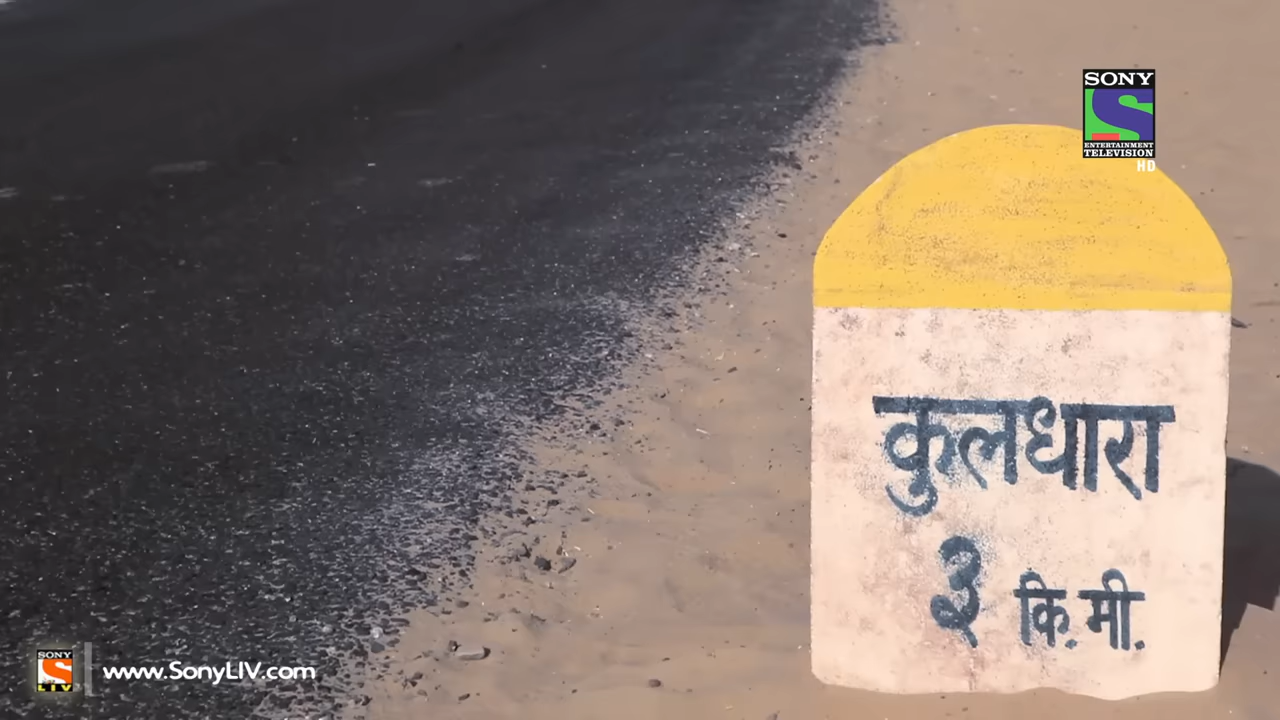 SONY
ENTERTAINMENT
TELEVISION
HD
कुलधारा
३ कि.मी.
SONY
LIV
www.SonyLIV.com